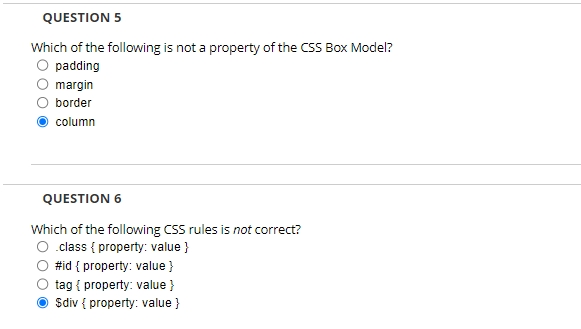 QUESTION 5
Which of the following is not a property of the CSS Box Model?
padding
margin
border
column
QUESTION 6
Which of the following CSS rules is not correct?
.class { property: value }
#id { property: value }
tag { property: value }
$div { property: value }